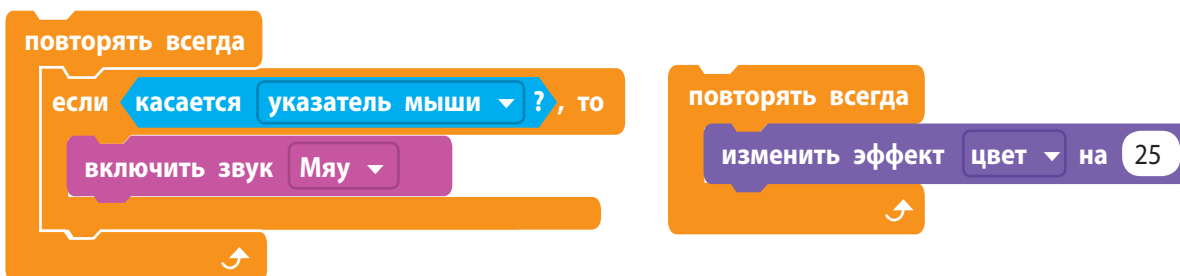 повторять всегда
если касается указатель мыши ?, то
включить звук Мяу
повторять всегда
изменить эффект цвет на 25